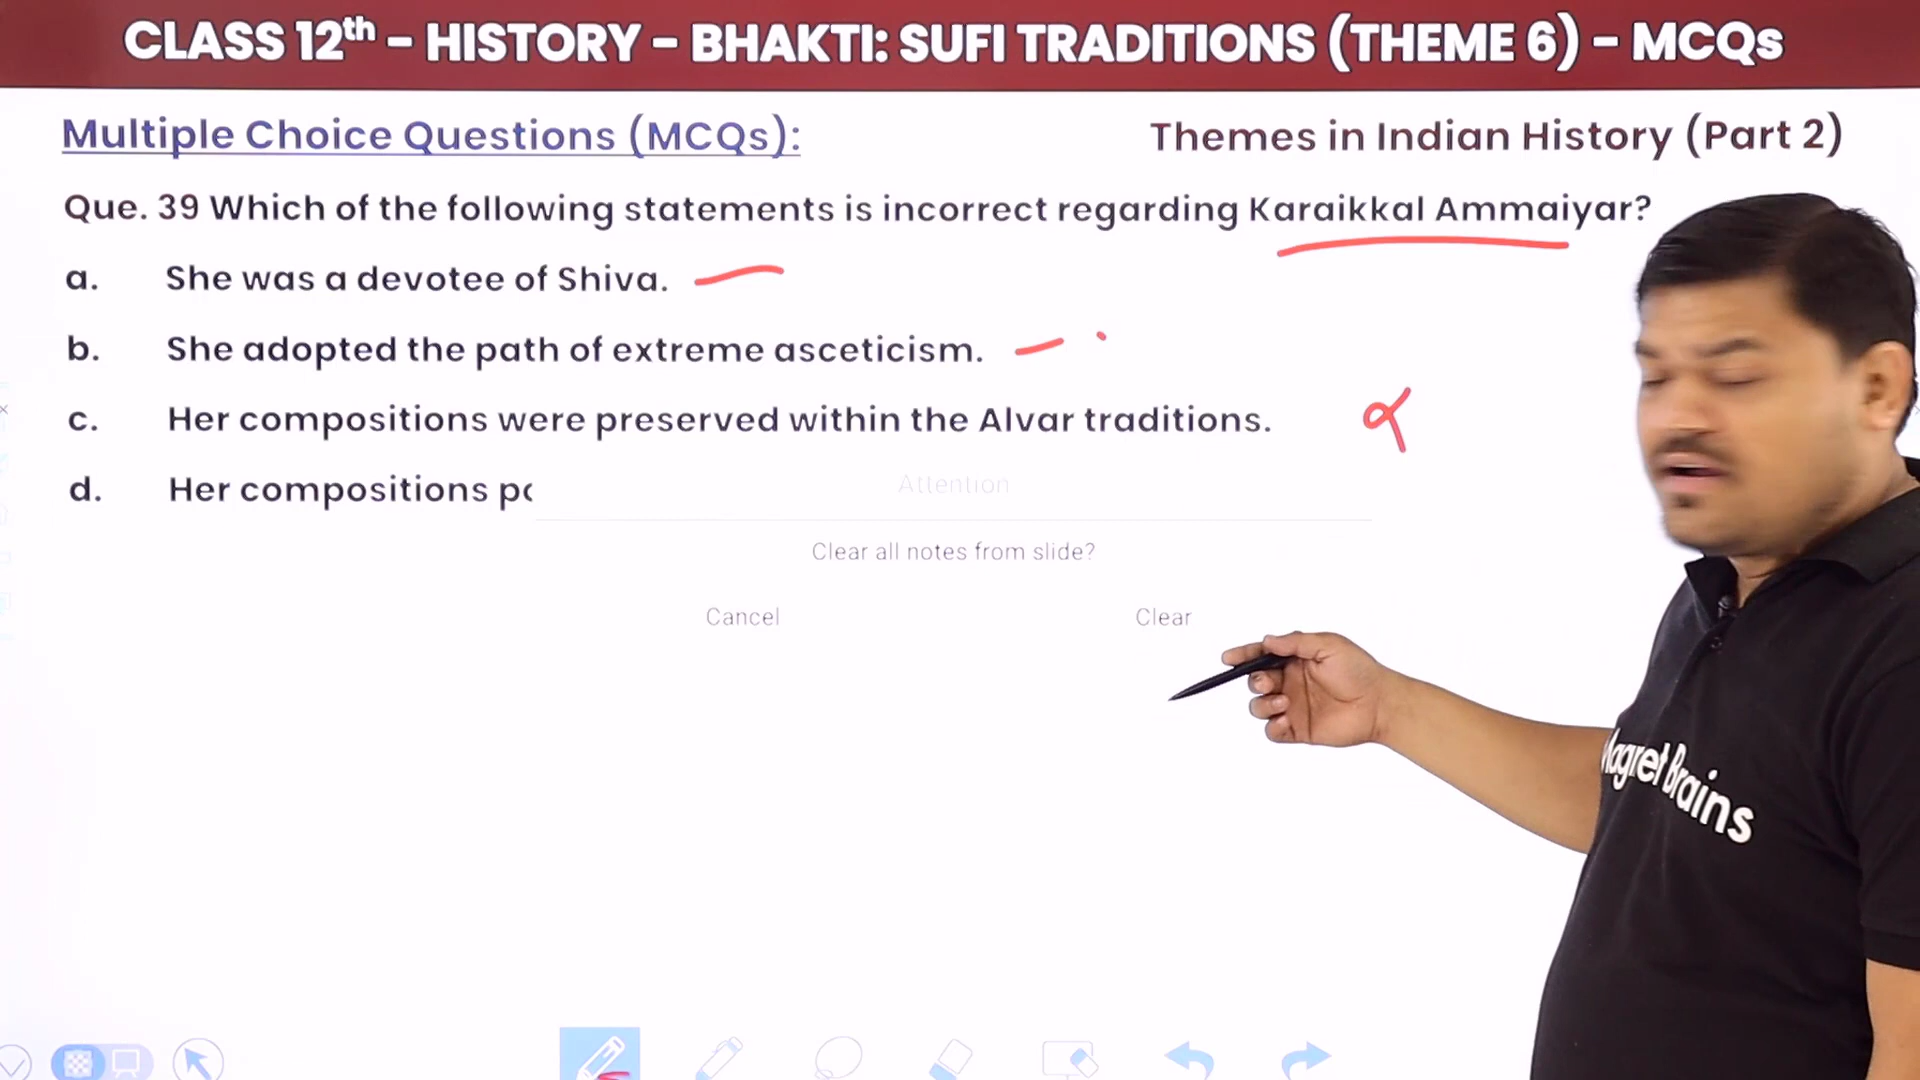 CLASS 12th - HISTORY - BHAKTI: SUFI TRADITIONS (THEME 6) - MCQs
Multiple Choice Questions (MCQs):
Themes in Indian History (Part 2)
Que. 39 Which of the following statements is incorrect regarding Karaikkal Ammaiyar?
a. She was a devotee of Shiva.
b. She adopted the path of extreme asceticism.
c. Her compositions were preserved within the Alvar traditions.
d. Her compositions
Attention
Clear all notes from slide?
Cancel
Clear
Magnet Brains